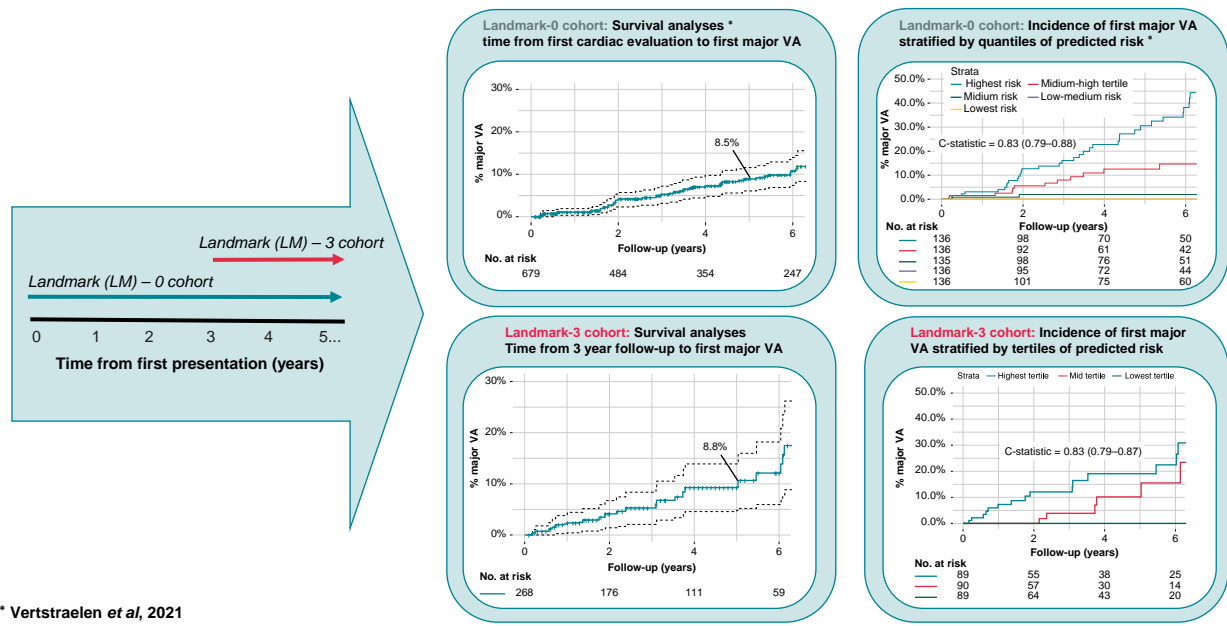 Landmark (LM) – 3 cohort
Landmark (LM) – 0 cohort
0 1 2 3 4 5...
Time from first presentation (years)
* Vertstraelen et al, 2021
Landmark-0 cohort: Survival analyses *
time from first cardiac evaluation to first major VA
30%
20%
10%
0%
% major VA
8.5%
0 2 4 6
Follow-up (years)
No. at risk
679 484 354 247
Landmark-0 cohort: Incidence of first major VA
stratified by quantiles of predicted risk *
Strata
Highest risk Midium-high tertile
Midium risk Low-medium risk
Lowest risk
50.0%
40.0%
30.0%
20.0%
10.0%
0.0%
% major VA
C-statistic = 0.83 (0.79–0.88)
0 2 4 6
Follow-up (years)
No. at risk
136 98 70 50
136 92 61 42
135 98 76 51
136 95 72 44
136 101 75 60
Landmark-3 cohort: Survival analyses
Time from 3 year follow-up to first major VA
30%
20%
10%
0%
% major VA
8.8%
0 2 4 6
Follow-up (years)
No. at risk
268 176 111 59
Landmark-3 cohort: Incidence of first major
VA stratified by tertiles of predicted risk
Strata Highest tertile Mid tertile Lowest tertile
50.0%
40.0%
30.0%
20.0%
10.0%
0.0%
% major VA
C-statistic = 0.83 (0.79–0.87)
0 2 4 6
Follow-up (years)
No. at risk
89 55 38 25
90 57 30 14
89 64 43 20